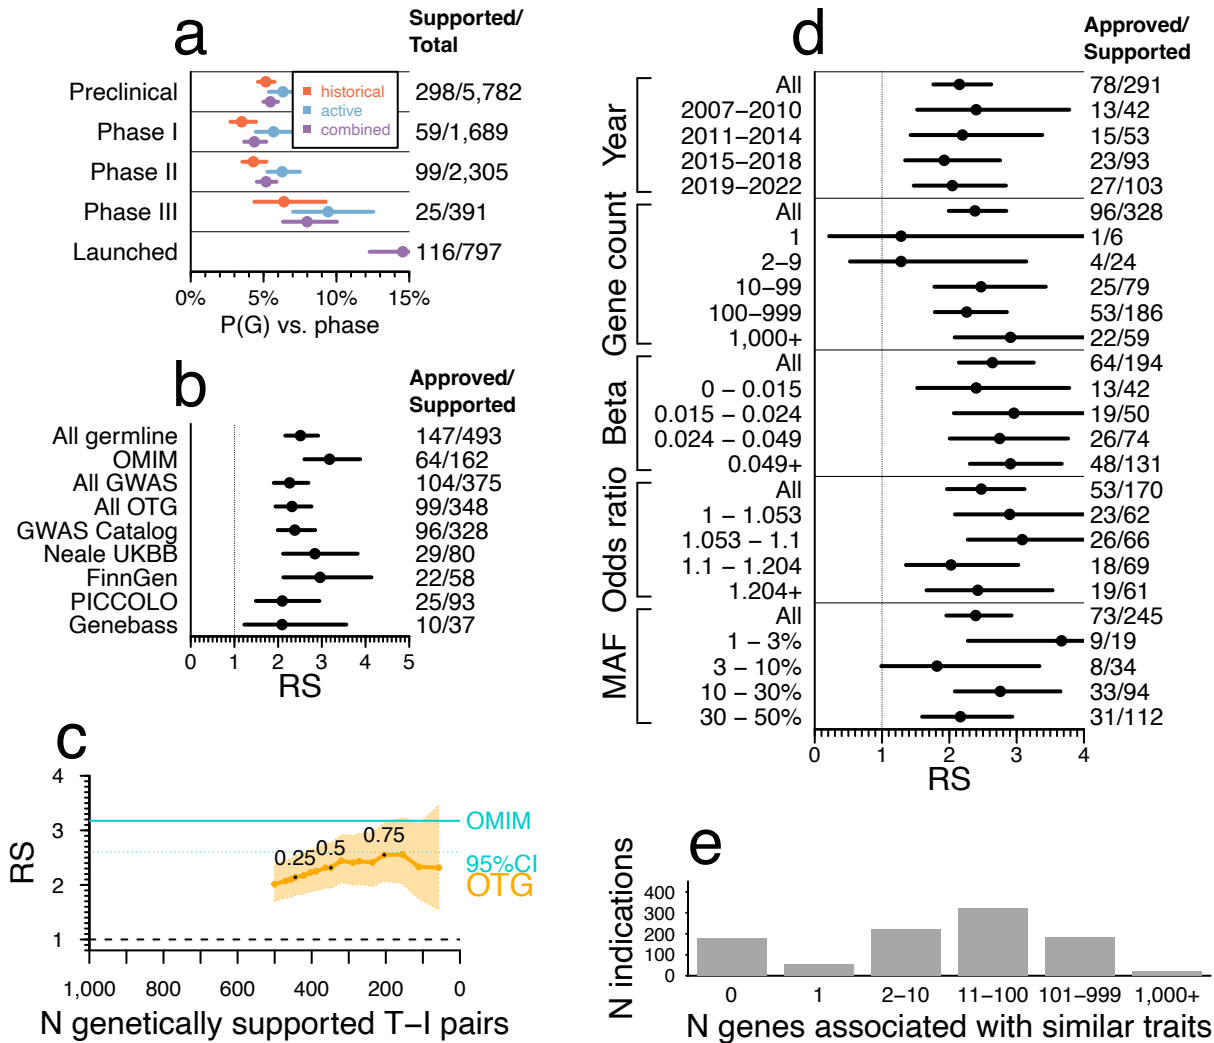 a
Supported/
Total
Preclinical
298/5,782
historical
active
combined
Phase I
59/1,689
Phase II
99/2,305
Phase III
25/391
Launched
116/797
0% 5% 10% 15%
P(G) vs. phase
b
Approved/
Supported
All germline 147/493
OMIM 64/162
All GWAS 104/375
All OTG 99/348
GWAS Catalog 96/328
Neale UKBB 29/80
FinnGen 22/58
PICCOLO 25/93
Genebass 10/37
0 1 2 3 4 5
RS
c
4
3
2
1
RS
OMIM
95%CI
OTG
0.25
0.5
0.75
1,000 800 600 400 200 0
N genetically supported T−I pairs
d
Approved/
Supported
Year
All 78/291
2007−2010 13/42
2011−2014 15/53
2015−2018 23/93
2019−2022 27/103
Gene count
All 96/328
1 1/6
2−9 4/24
10−99 25/79
100−999 53/186
1,000+ 22/59
Beta
All 64/194
0 − 0.015 13/42
0.015 − 0.024 19/50
0.024 − 0.049 26/74
0.049+ 48/131
Odds ratio
All 53/170
1 − 1.053 23/62
1.053 − 1.1 26/66
1.1 − 1.204 18/69
1.204+ 19/61
MAF
All 73/245
1 − 3% 9/19
3 − 10% 8/34
10 − 30% 33/94
30 − 50% 31/112
0 1 2 3 4
RS
e
N indications
400
300
200
100
0
0 1 2−10 11−100 101−999 1,000+
N genes associated with similar traits